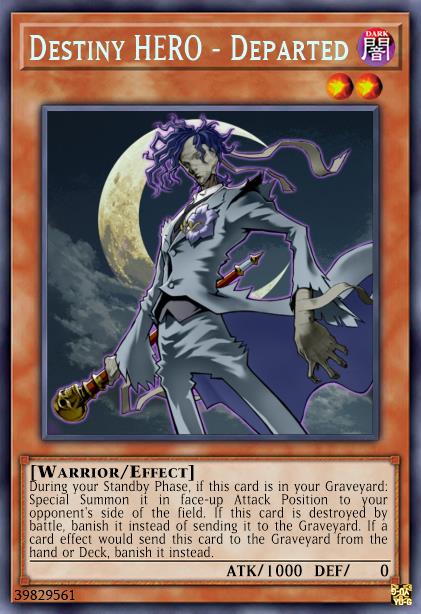 DESTINY HERO - DEPARTED
DARK
闇
[WARRIOR/EFFECT]
During your Standby Phase, if this card is in your Graveyard:
Special Summon it in face-up Attack Position to your
opponent's side of the field. If this card is destroyed by
battle, banish it instead of sending it to the Graveyard. If a
card effect would send this card to the Graveyard from the
hand or Deck, banish it instead.
ATK/1000 DEF/ 0
39829561